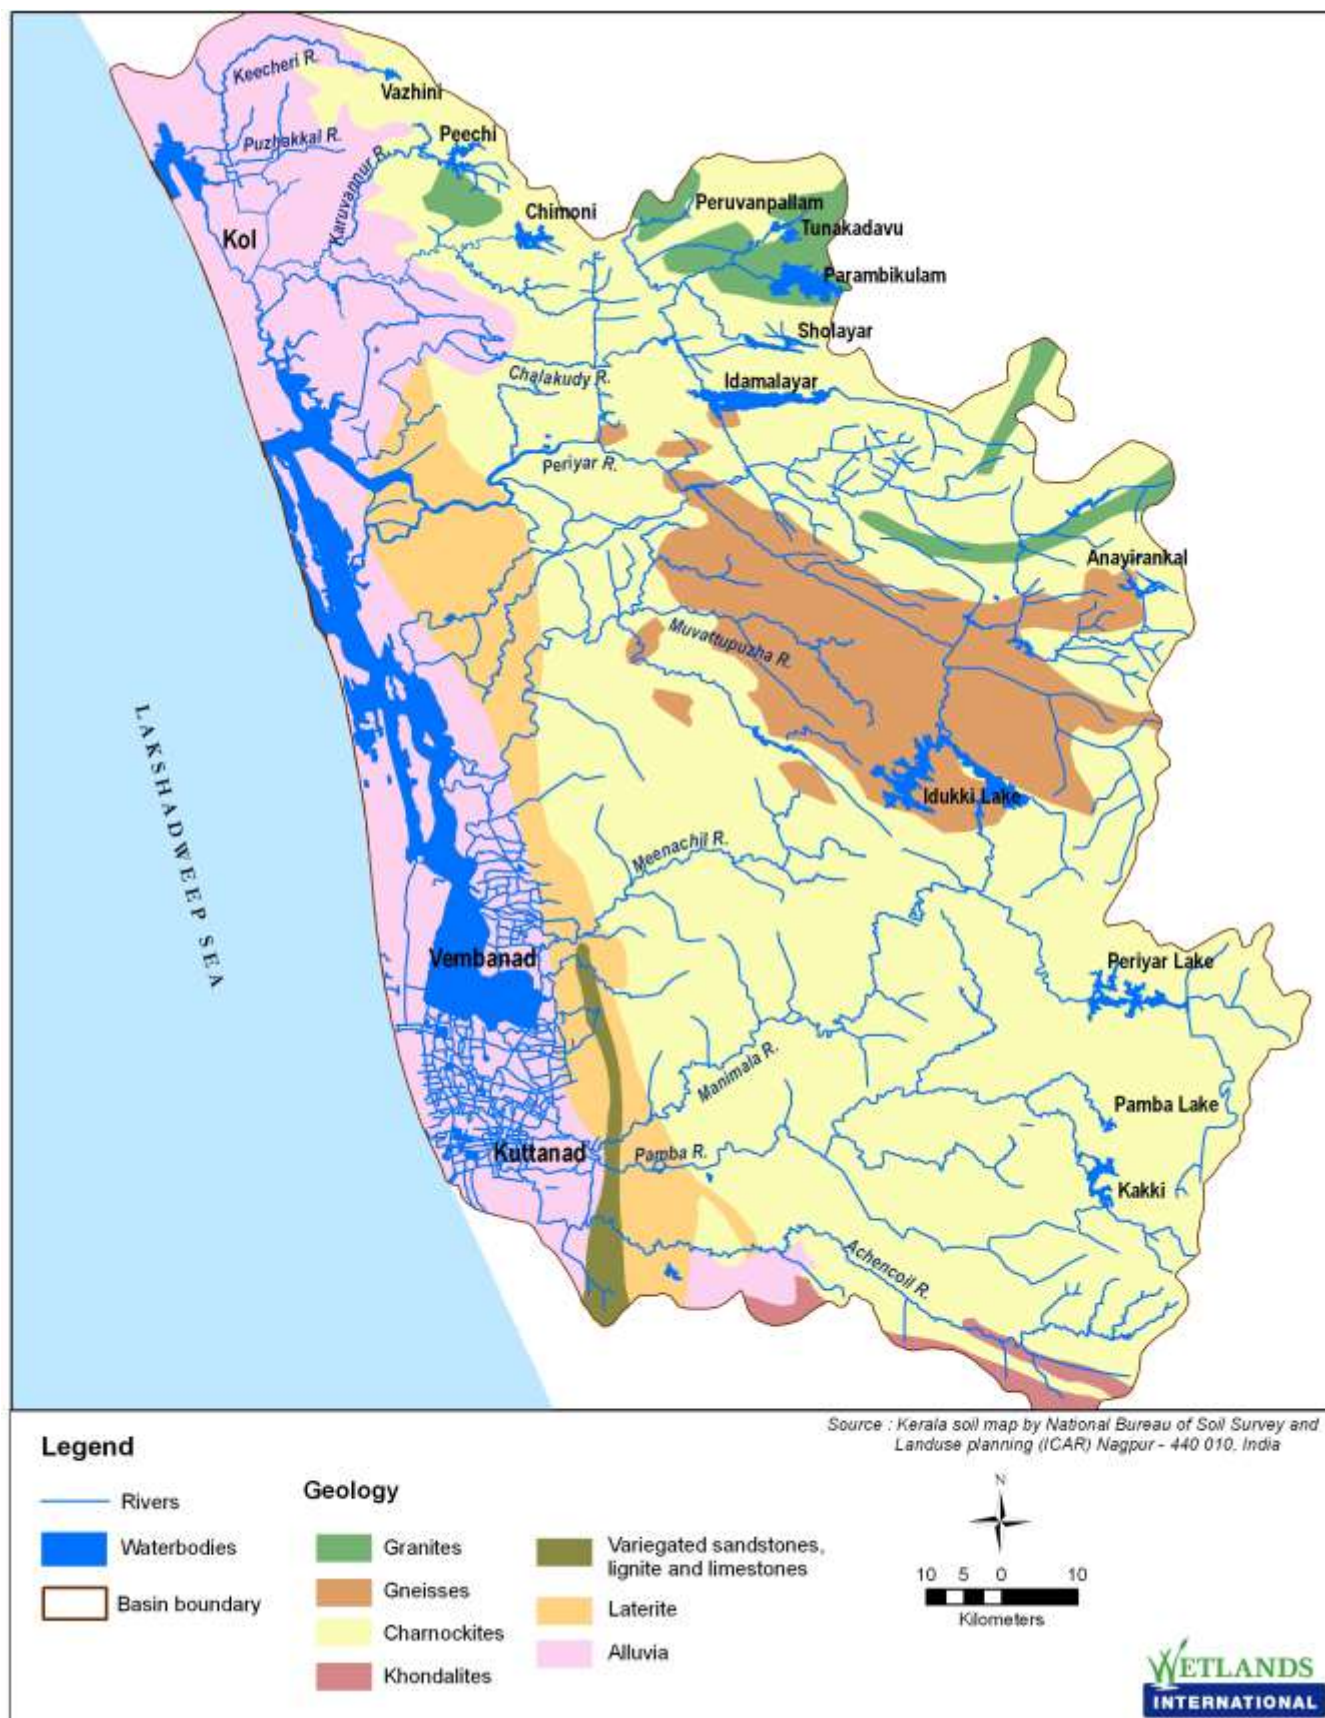 Keecheri R.
Vazhini
Puzhakkal R.
Peechi
Karuvannur R.
Kol
Chimoni
Peruvanpallam
Tunakadavu
Parambikulam
Sholayar
Chalakudy R.
Idamalayar
Periyar R.
Anayirankal
Muvattupuzha R.
LAKSHADWEEP SEA
Idukki Lake
Meenachil R.
Vembanad
Periyar Lake
Manimala R.
Pamba Lake
Kuttanad
Pamba R.
Kakki
Achencoil R.
Source : Kerala soil map by National Bureau of Soil Survey and
Landuse planning (ICAR) Nagpur - 440 010, India
Legend
Rivers
Waterbodies
Basin boundary
Geology
Granites
Gneisses
Charnockites
Khondalites
Variegated sandstones,
lignite and limestones
Laterite
Alluvia
N
10 5 0 10
Kilometers
WETLANDS
INTERNATIONAL